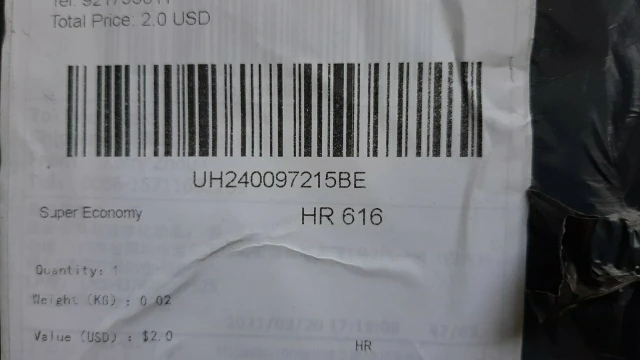 Total Price: 2.0 USD
UH240097215BE
Super Economy
HR 616
Quantity: 1
Weight (KG) : 0.02
Value (USD) : $2.0
HR